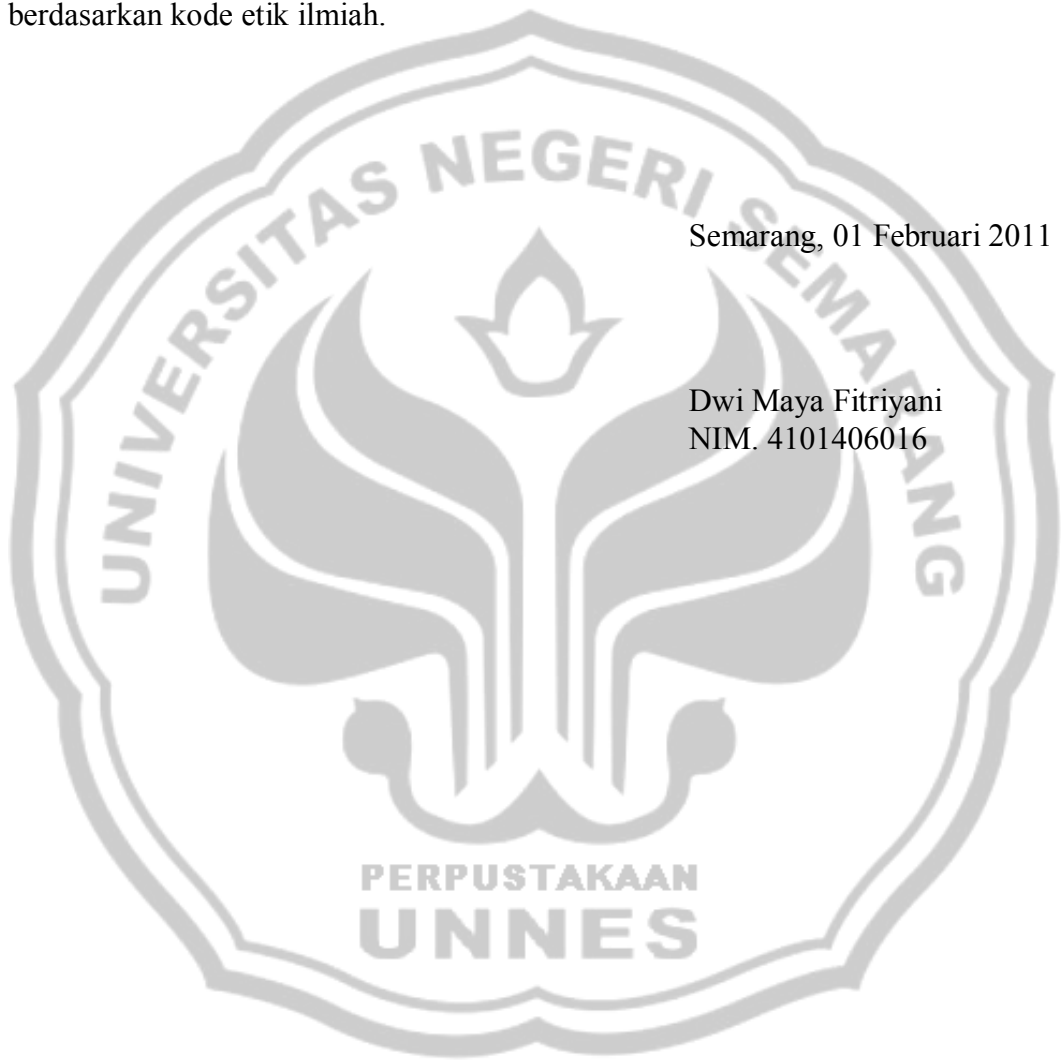 berdasarkan kode etik ilmiah.
UNIVERSITAS NEGERI SEMARANG
Semarang, 01 Februari 2011
Dwi Maya Fitriyani
NIM. 4101406016
PERPUSTAKAAN
UNNES